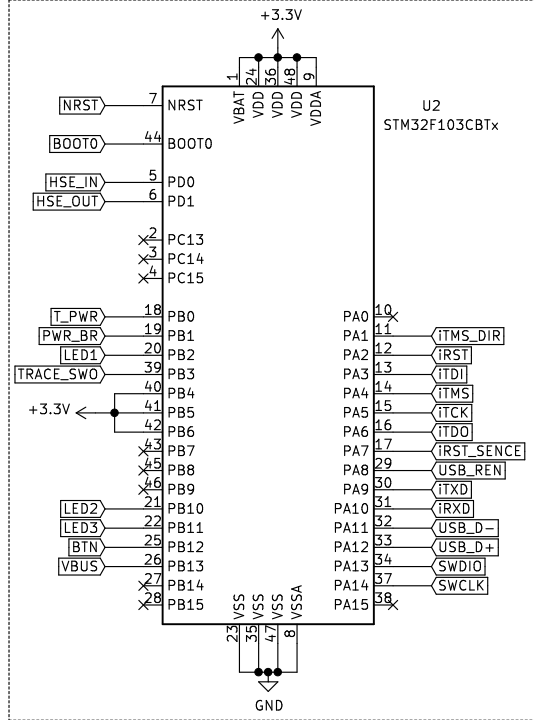 +3.3V
1 24 36 48 9
VBAT VDD VDD VDD VDDA
U2
STM32F103CBTx
NRST 7 NRST
BOOT0 44 BOOT0
HSE_IN 5 PD0
HSE_OUT 6 PD1
2 PC13
3 PC14
4 PC15
T_PWR 18 PB0 PA0 10
PWR_BR 19 PB1 PA1 11 iTMS_DIR
LED1 20 PB2 PA2 12 iRST
TRACE_SWO 39 PB3 PA3 13 iTDI
40 PB4 PA4 14 iTMS
+3.3V 41 PB5 PA5 15 iTCK
42 PB6 PA6 16 iTDO
43 PB7 PA7 17 iRST_SENCE
45 PB8 PA8 29 USB_REN
46 PB9 PA9 30 iTXD
LED2 21 PB10 PA10 31 iRXD
LED3 22 PB11 PA11 32 USB_D-
BTN 25 PB12 PA12 33 USB_D+
VBUS 26 PB13 PA13 34 SWDIO
27 PB14 PA14 37 SWCLK
28 PB15 PA15 38
VSS VSS VSS VSSA
23 35 47 8
GND